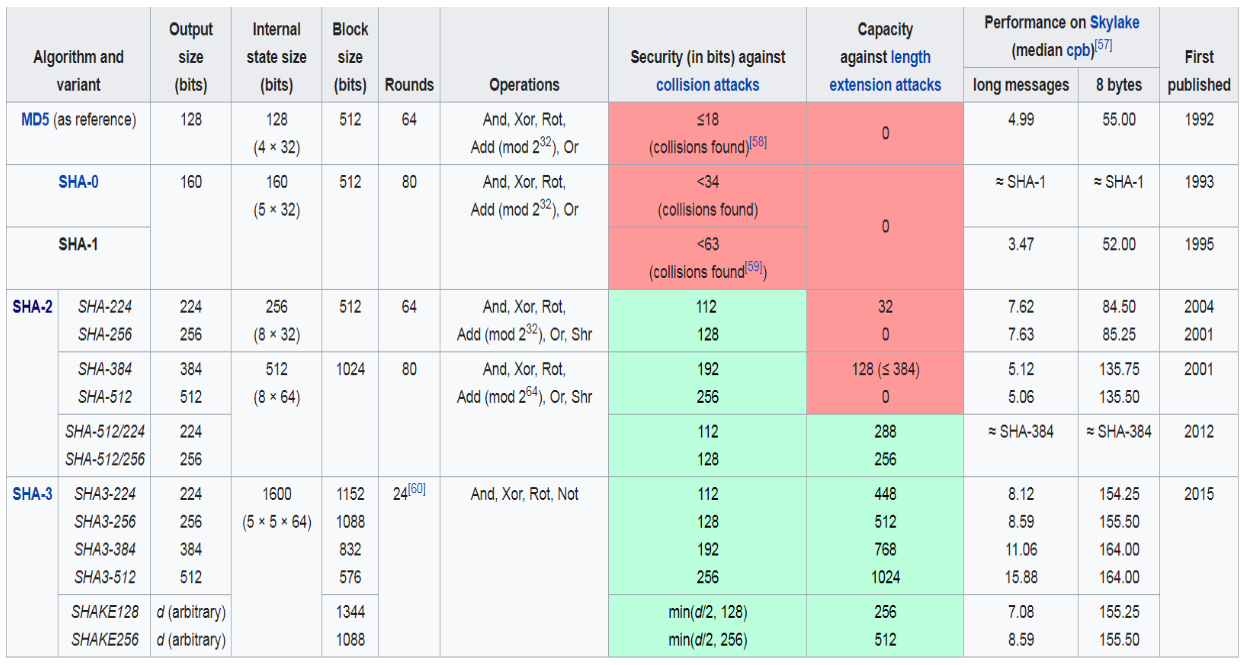 Algorithm and variant | Output size (bits) | Internal state size (bits) | Block size (bits) | Rounds | Operations | Security (in bits) against collision attacks | Capacity against length extension attacks | Performance on Skylake (median cpb)[57] | First published
long messages | 8 bytes
MD5 (as reference) | 128 | 128 (4 × 32) | 512 | 64 | And, Xor, Rot, Add (mod 2^32), Or | ≤18 (collisions found)[58] | 0 | 4.99 | 55.00 | 1992
SHA-0 | 160 | 160 (5 × 32) | 512 | 80 | And, Xor, Rot, Add (mod 2^32), Or | <34 (collisions found) | 0 | ≈ SHA-1 | ≈ SHA-1 | 1993
SHA-1 | <63 (collisions found[59]) | 3.47 | 52.00 | 1995
SHA-2 | SHA-224 | 224 | 256 | 512 | 64 | And, Xor, Rot, | 112 | 32 | 7.62 | 84.50 | 2004
SHA-256 | 256 | (8 × 32) | Add (mod 2^32), Or, Shr | 128 | 0 | 7.63 | 85.25 | 2001
SHA-384 | 384 | 512 | 1024 | 80 | And, Xor, Rot, | 192 | 128 (≤ 384) | 5.12 | 135.75 | 2001
SHA-512 | 512 | (8 × 64) | Add (mod 2^64), Or, Shr | 256 | 0 | 5.06 | 135.50
SHA-512/224 | 224 | 112 | 288 | ≈ SHA-384 | ≈ SHA-384 | 2012
SHA-512/256 | 256 | 128 | 256
SHA-3 | SHA3-224 | 224 | 1600 | 1152 | 24[60] | And, Xor, Rot, Not | 112 | 448 | 8.12 | 154.25 | 2015
SHA3-256 | 256 | (5 × 5 × 64) | 1088 | 128 | 512 | 8.59 | 155.50
SHA3-384 | 384 | 832 | 192 | 768 | 11.06 | 164.00
SHA3-512 | 512 | 576 | 256 | 1024 | 15.88 | 164.00
SHAKE128 | d (arbitrary) | 1344 | min(d/2, 128) | 256 | 7.08 | 155.25
SHAKE256 | d (arbitrary) | 1088 | min(d/2, 256) | 512 | 8.59 | 155.50